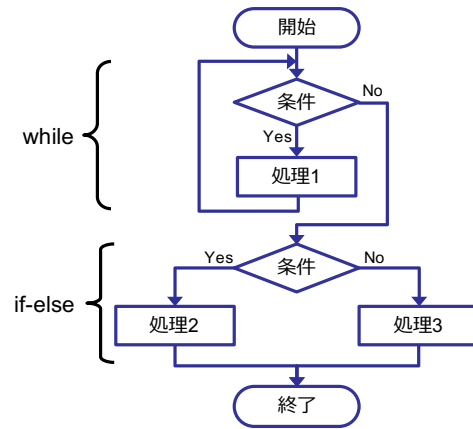 開始
条件
No
while
Yes
処理1
条件
Yes
No
if-else
処理2
処理3
終了